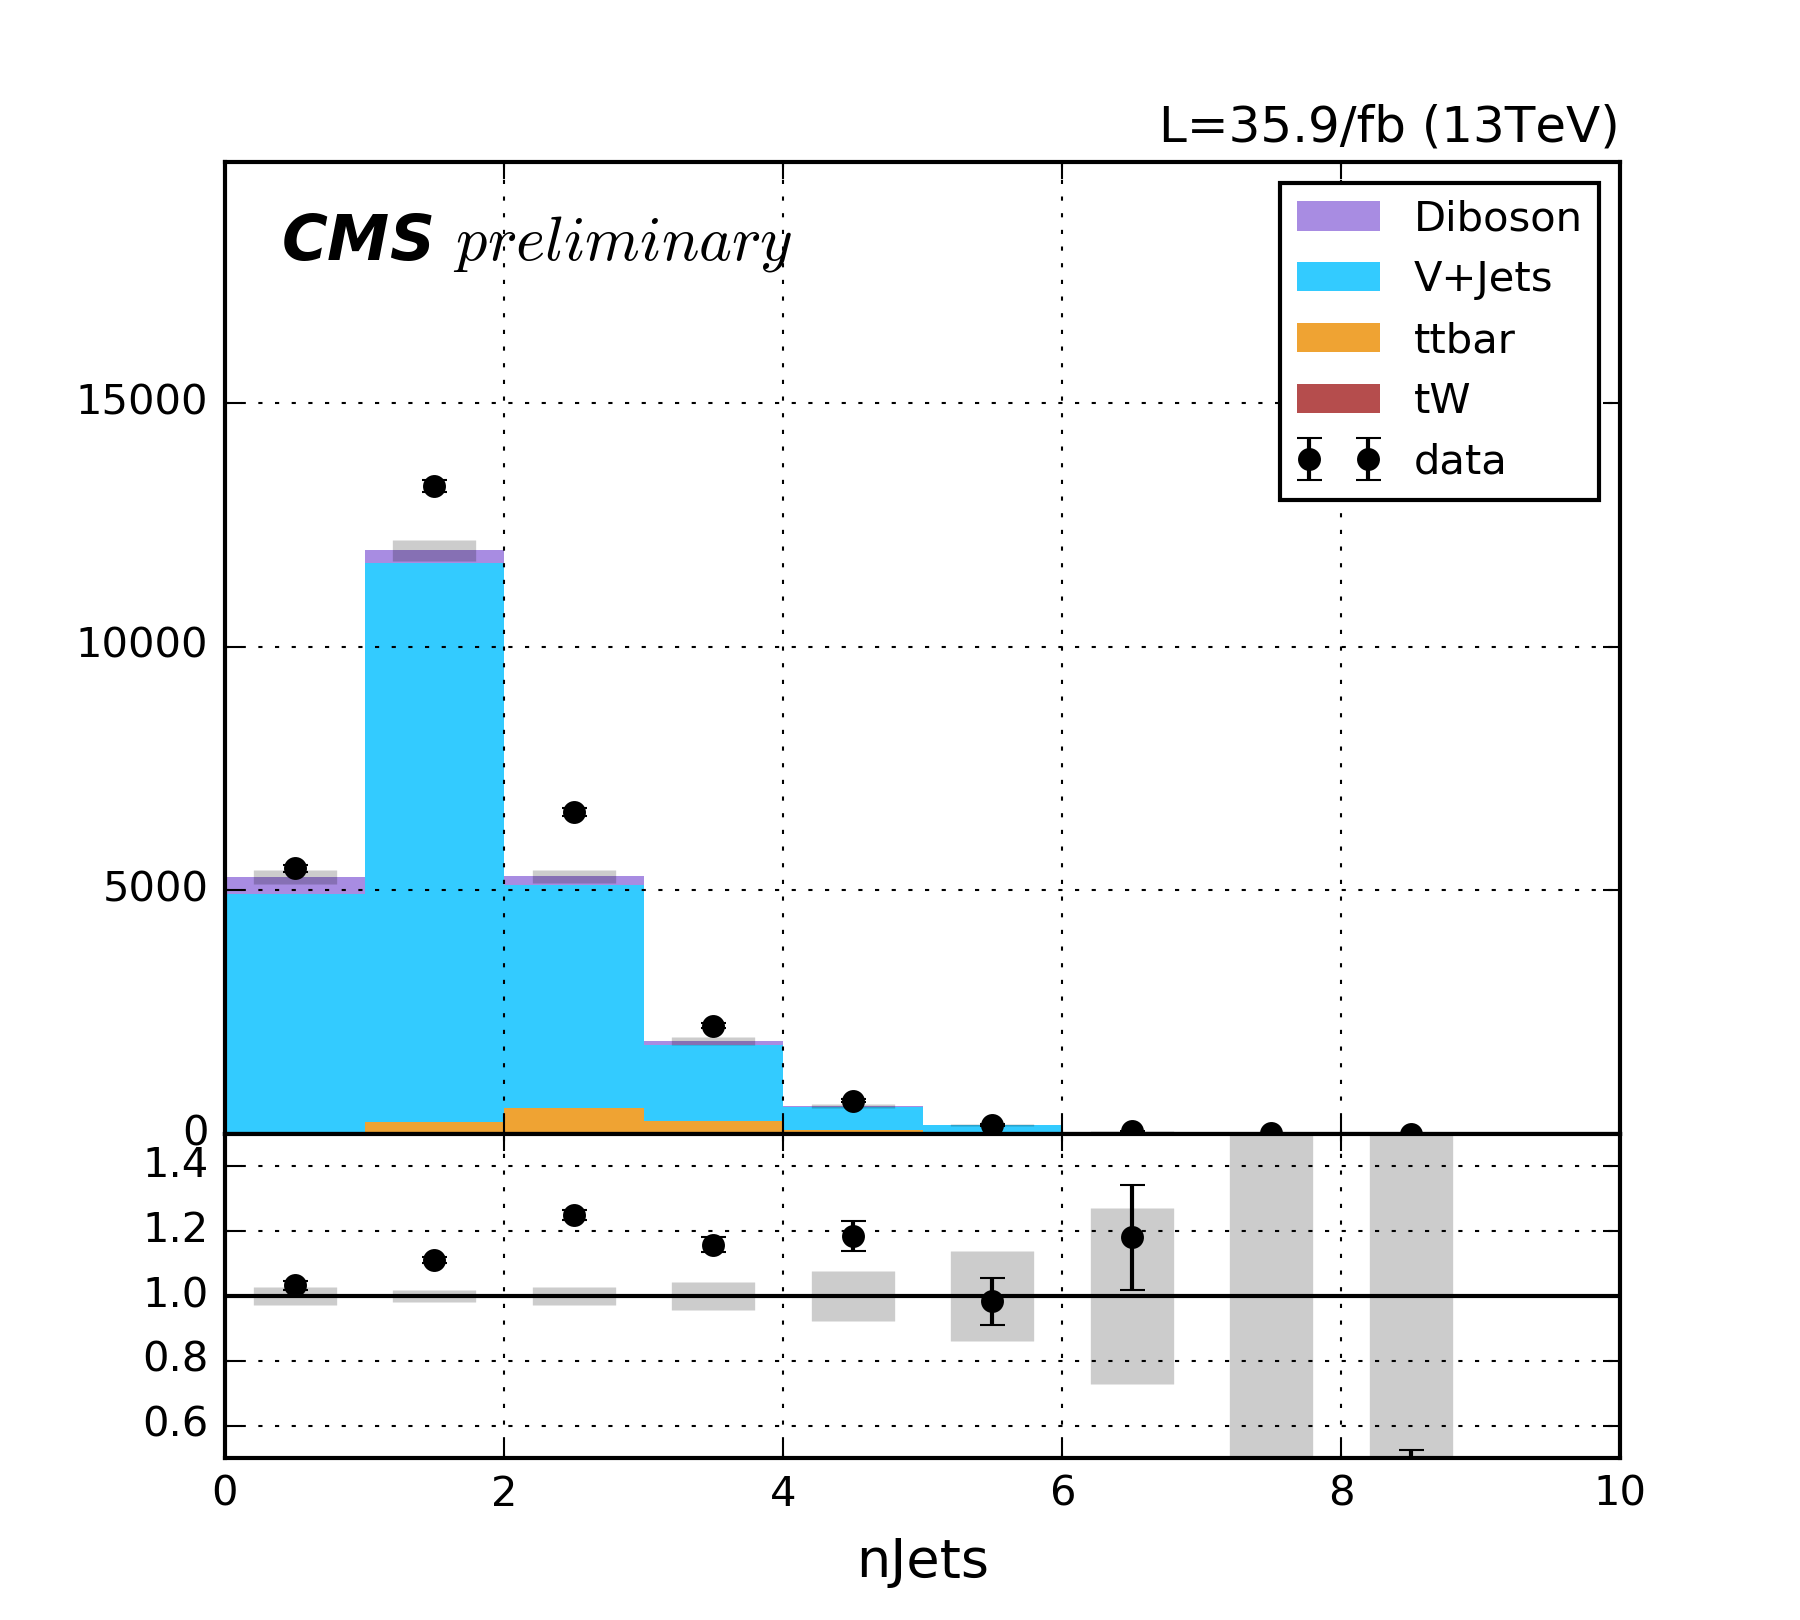 L=35.9/fb (13TeV)
CMS preliminary
Diboson
V+Jets
ttbar
tW
data
15000
10000
5000
0
1.4
1.2
1.0
0.8
0.6
0 2 4 6 8 10
nJets